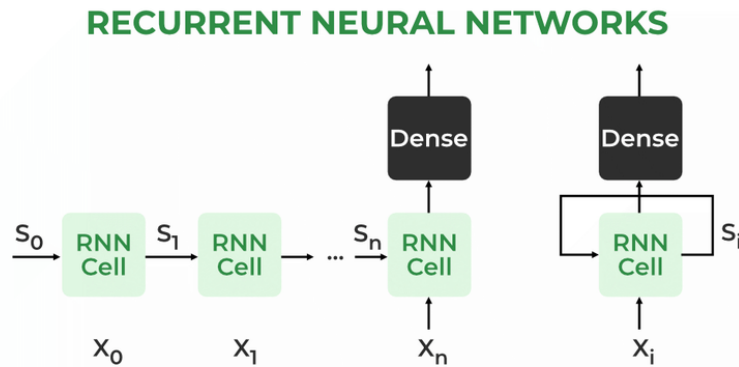 RECURRENT NEURAL NETWORKS
Dense
Dense
S₀
RNN
Cell
S₁
RNN
Cell
...
Sₙ
RNN
Cell
RNN
Cell
Sᵢ
X₀
X₁
Xₙ
Xᵢ